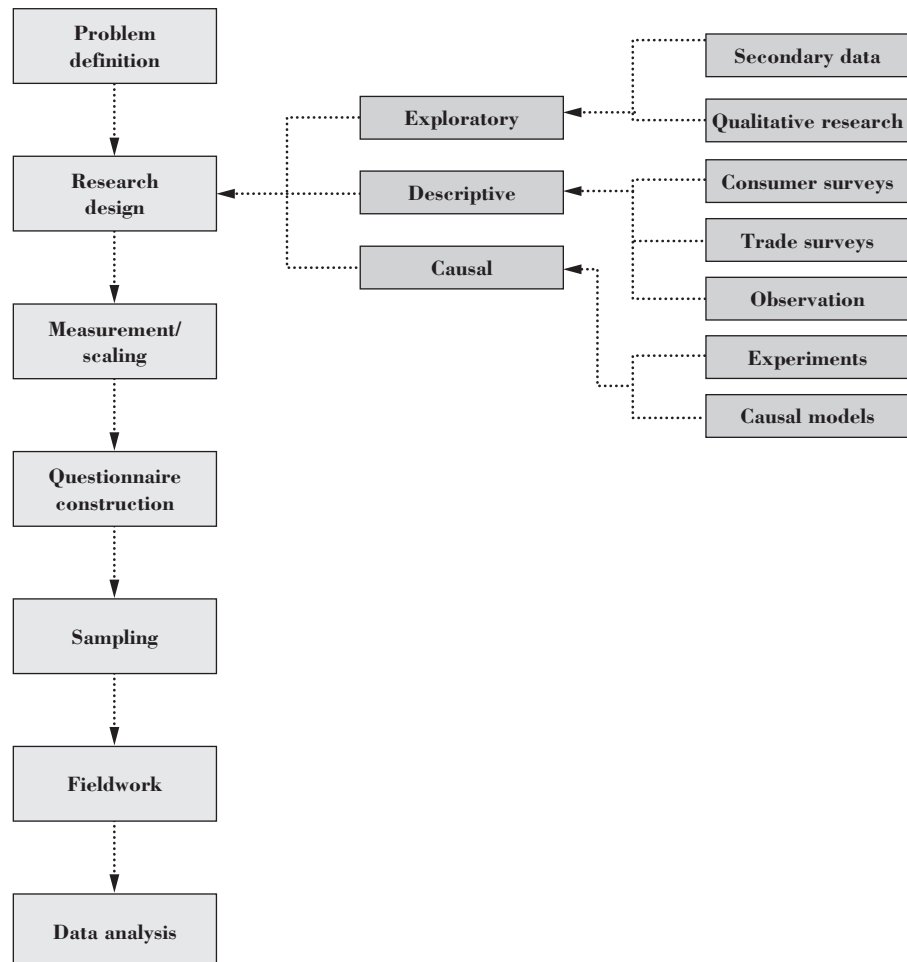 Problem
definition
Research
design
Measurement/
scaling
Questionnaire
construction
Sampling
Fieldwork
Data analysis
Exploratory
Descriptive
Causal
Secondary data
Qualitative research
Consumer surveys
Trade surveys
Observation
Experiments
Causal models